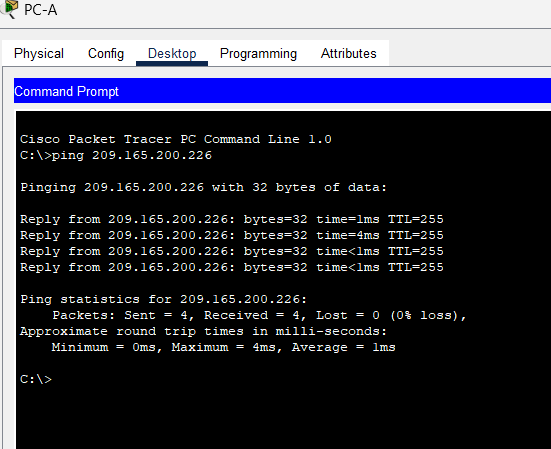 PC-A
Physical Config Desktop Programming Attributes
Command Prompt
Cisco Packet Tracer PC Command Line 1.0
C:\>ping 209.165.200.226
Pinging 209.165.200.226 with 32 bytes of data:
Reply from 209.165.200.226: bytes=32 time=1ms TTL=255
Reply from 209.165.200.226: bytes=32 time=4ms TTL=255
Reply from 209.165.200.226: bytes=32 time<1ms TTL=255
Reply from 209.165.200.226: bytes=32 time<1ms TTL=255
Ping statistics for 209.165.200.226:
Packets: Sent = 4, Received = 4, Lost = 0 (0% loss),
Approximate round trip times in milli-seconds:
Minimum = 0ms, Maximum = 4ms, Average = 1ms
C:\>